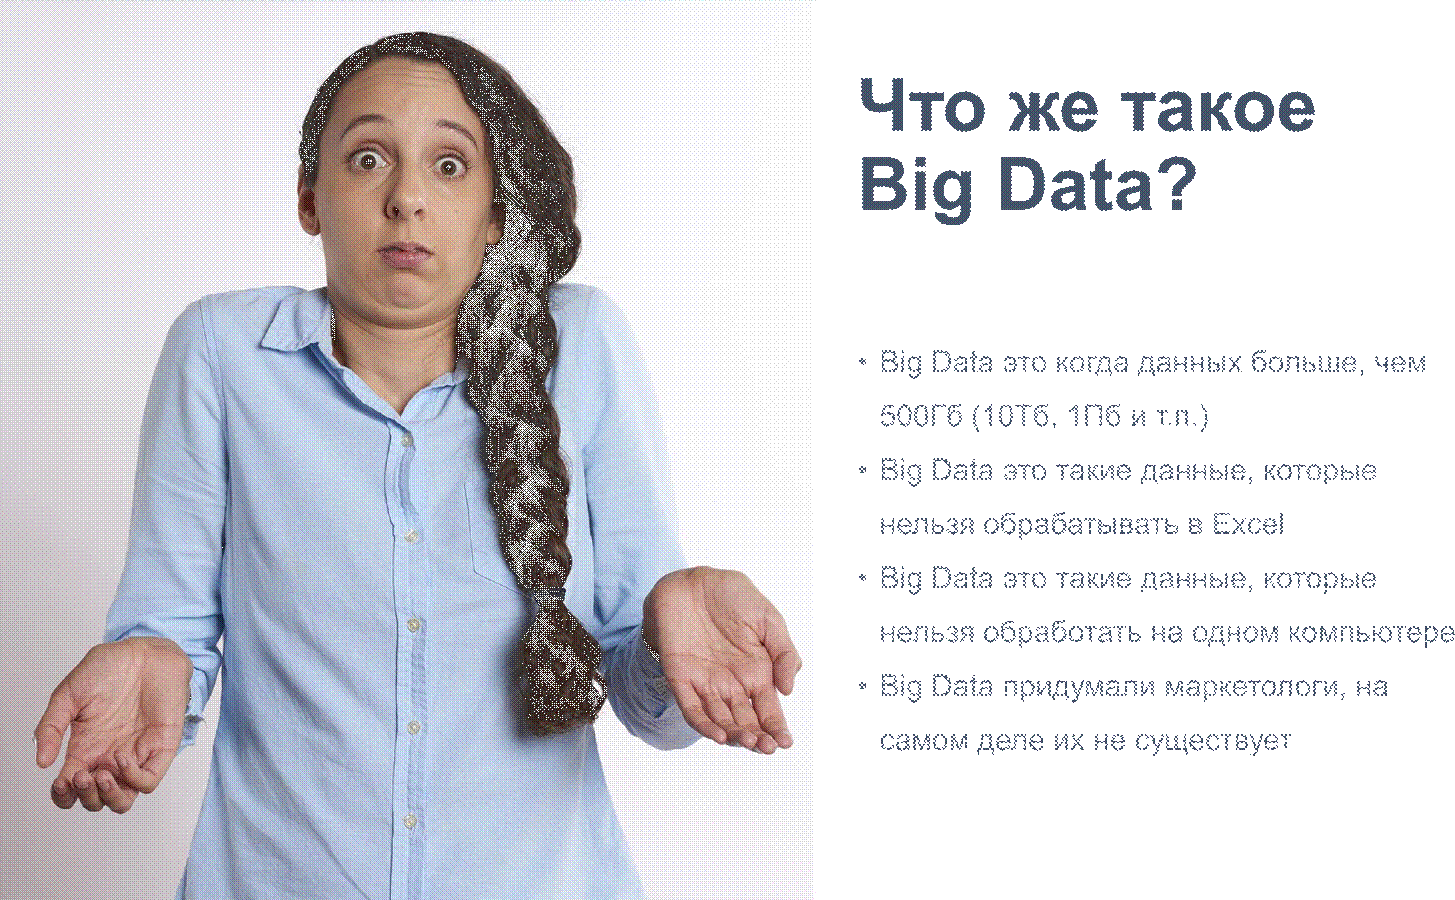 Что же такое
Big Data?
• Big Data это когда данных больше, чем
500Гб (10Тб, 1Пб и т.п.)
• Big Data это такие данные, которые
нельзя обрабатывать в Excel
• Big Data это такие данные, которые
нельзя обработать на одном компьютере
• Big Data придумали маркетологи, на
самом деле их не существует